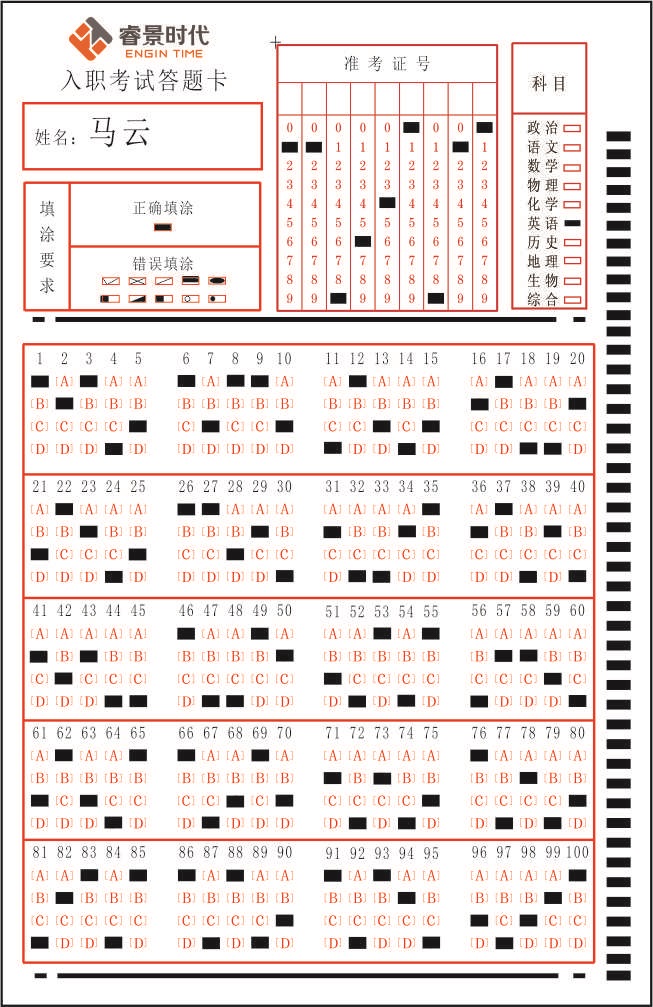 睿景时代
ENGIN TIME
入职考试答题卡
姓名：马云
填涂要求
正确填涂
错误填涂
准考证号
0 0 0 0 0 0 0
1 1 1 1 1 1
2 2 2 2 2 2 2 2 2
3 3 3 3 3 3 3 3 3
4 4 4 4 4 4 4 4
5 5 5 5 5 5 5 5 5
6 6 6 6 6 6 6 6
7 7 7 7 7 7 7 7 7
8 8 8 8 8 8 8 8 8
9 9 9 9 9 9 9
科目
政治
语文
数学
物理
化学
英语
历史
地理
生物
综合
1 2 3 4 5 6 7 8 9 10 11 12 13 14 15 16 17 18 19 20
[A] [A] [A] [A] [A] [A] [A] [A] [A] [A] [A] [A] [A]
[B] [B] [B] [B] [B] [B] [B] [B] [B] [B] [B] [B] [B] [B] [B] [B] [B]
[C] [C] [C] [C] [C] [C] [C] [C] [C] [C] [C] [C] [C] [C] [C]
[D] [D] [D] [D] [D] [D] [D] [D] [D] [D] [D] [D] [D] [D] [D]
21 22 23 24 25 26 27 28 29 30 31 32 33 34 35 36 37 38 39 40
[A] [A] [A] [A] [A] [A] [A] [A] [A] [A] [A] [A] [A] [A] [A]
[B] [B] [B] [B] [B] [B] [B] [B] [B] [B] [B] [B] [B] [B]
[C] [C] [C] [C] [C] [C] [C] [C] [C] [C] [C] [C] [C] [C] [C] [C] [C]
[D] [D] [D] [D] [D] [D] [D] [D] [D] [D] [D] [D] [D] [D]
41 42 43 44 45 46 47 48 49 50 51 52 53 54 55 56 57 58 59 60
[A] [A] [A] [A] [A] [A] [A] [A] [A] [A] [A] [A] [A] [A] [A] [A]
[B] [B] [B] [B] [B] [B] [B] [B] [B] [B] [B] [B] [B] [B] [B]
[C] [C] [C] [C] [C] [C] [C] [C] [C] [C] [C] [C] [C] [C] [C] [C] [C]
[D] [D] [D] [D] [D] [D] [D] [D] [D] [D] [D] [D]
61 62 63 64 65 66 67 68 69 70 71 72 73 74 75 76 77 78 79 80
[A] [A] [A] [A] [A] [A] [A] [A] [A] [A] [A] [A] [A] [A] [A]
[B] [B] [B] [B] [B] [B] [B] [B] [B] [B] [B] [B] [B] [B] [B] [B] [B]
[C] [C] [C] [C] [C] [C] [C] [C] [C] [C] [C] [C] [C] [C]
[D] [D] [D] [D] [D] [D] [D] [D] [D] [D] [D] [D] [D] [D]
81 82 83 84 85 86 87 88 89 90 91 92 93 94 95 96 97 98 99 100
[A] [A] [A] [A] [A] [A] [A] [A] [A] [A] [A] [A] [A]
[B] [B] [B] [B] [B] [B] [B] [B] [B] [B] [B] [B] [B] [B] [B] [B] [B] [B]
[C] [C] [C] [C] [C] [C] [C] [C] [C] [C] [C] [C] [C] [C] [C] [C] [C]
[D] [D] [D] [D] [D] [D] [D] [D] [D] [D] [D] [D]